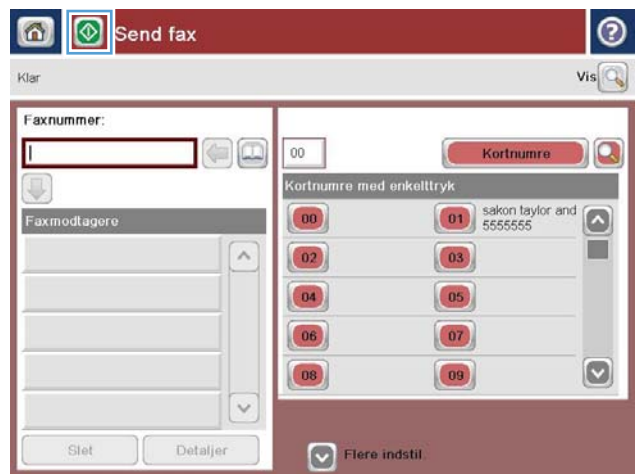 Send fax
?
Klar
Vis
Faxnummer:
00
Kortnumre
Kortnumre med enkelttryk
Faxmodtagere
00
01 sakon taylor and
5555555
02
03
04
05
06
07
08
09
Slet
Detaljer
Flere indstil.